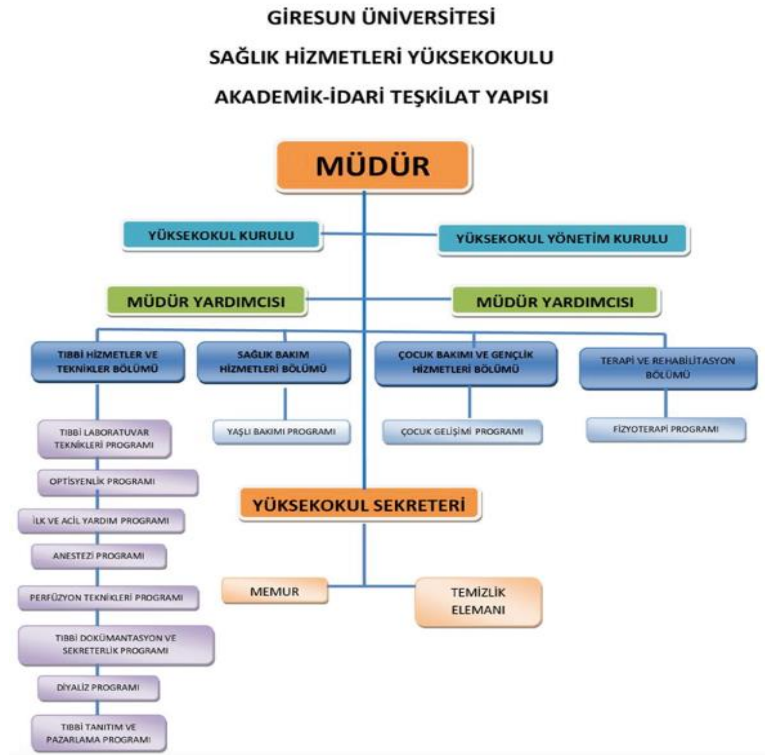 GİRESUN ÜNİVERSİTESİ
SAĞLIK HİZMETLERİ YÜKSEKOKULU
AKADEMİK-İDARİ TEŞKİLAT YAPISI
MÜDÜR
YÜKSEKOKUL KURULU
YÜKSEKOKUL YÖNETİM KURULU
MÜDÜR YARDIMCISI
MÜDÜR YARDIMCISI
TIBBİ HİZMETLER VE
TEKNİKLER BÖLÜMÜ
SAĞLIK BAKIM
HİZMETLERİ BÖLÜMÜ
ÇOCUK BAKIMI VE GENÇLİK
HİZMETLERİ BÖLÜMÜ
TERAPİ VE REHABİLİTASYON
BÖLÜMÜ
TIBBİ LABORATUVAR
TEKNİKLERİ PROGRAMI
YAŞLI BAKIMI PROGRAMI
ÇOCUK GELİŞİMİ PROGRAMI
FİZYOTERAPİ PROGRAMI
OPTİSYENLİK PROGRAMI
İLK VE ACİL YARDIM PROGRAMI
ANESTEZİ PROGRAMI
PERFÜZYON TEKNİKLERİ PROGRAMI
TIBBİ DOKÜMANTASYON VE
SEKRETERLİK PROGRAMI
DİYALİZ PROGRAMI
TIBBİ TANITIM VE
PAZARLAMA PROGRAMI
YÜKSEKOKUL SEKRETERİ
MEMUR
TEMİZLİK
ELEMANI